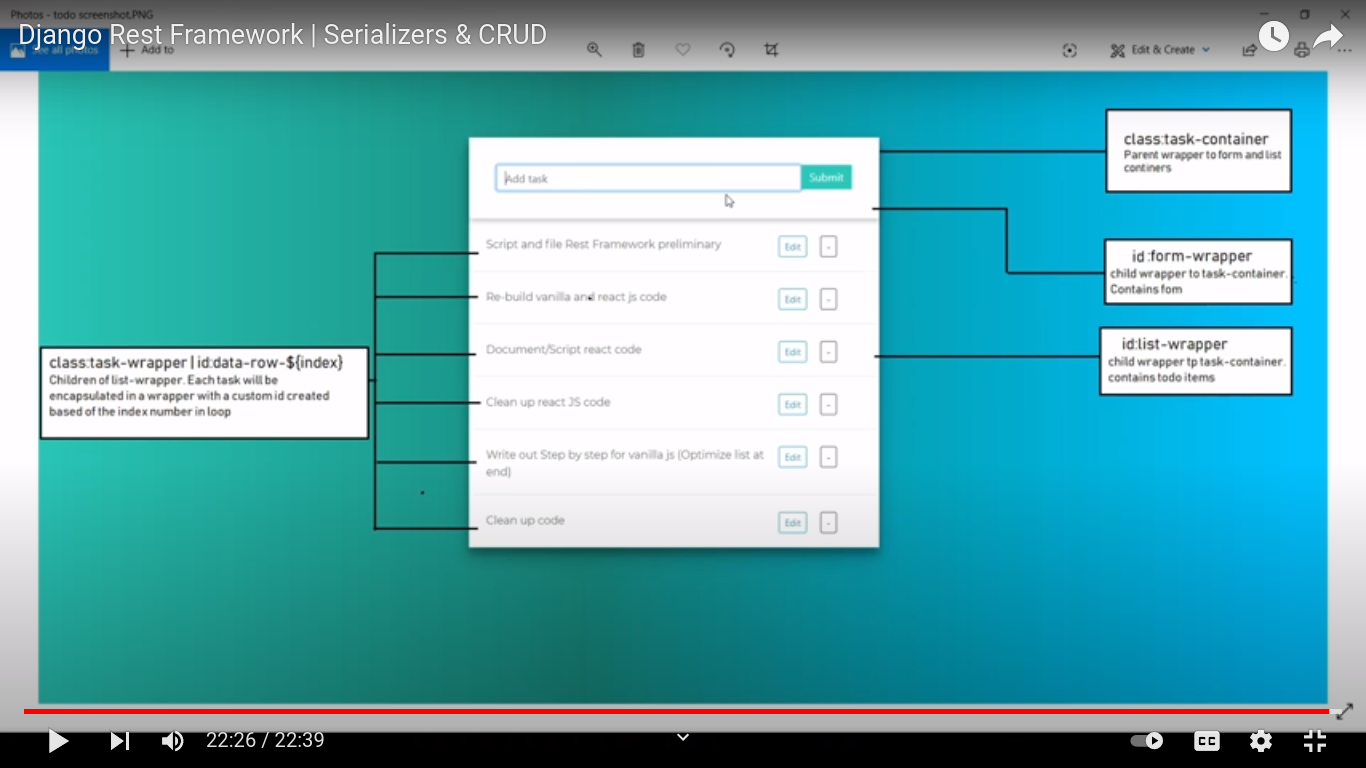 Photos - todo screenshot.PNG
Django Rest Framework | Serializers & CRUD
See all photos
Add to
Edit & Create
Add task
Submit
Script and file Rest Framework preliminary
Edit
-
Re-build vanilla and react js code
Edit
-
Document/Script react code
Edit
-
Clean up react JS code
Edit
-
Write out Step by step for vanilla js (Optimize list at
end)
Edit
-
Clean up code
Edit
-
class:task-wrapper | id:data-row-${index}
Children of list-wrapper. Each task will be
encapsulated in a wrapper with a custom id created
based of the index number in loop
class:task-container
Parent wrapper to form and list
continers
id:form-wrapper
child wrapper to task-container.
Contains fom
id:list-wrapper
child wrapper tp task-container.
contains todo items
22:26 / 22:39
CC